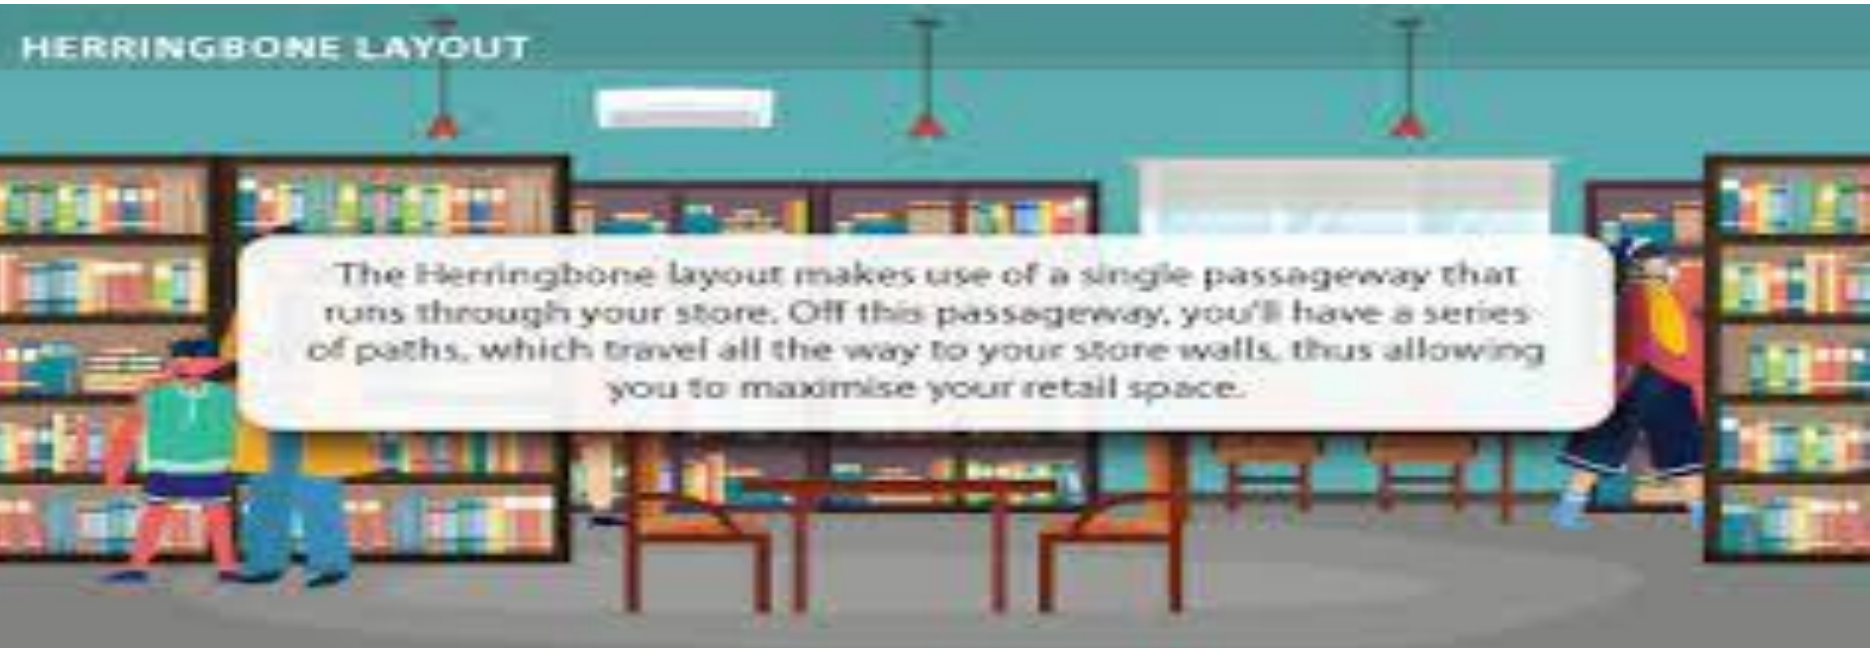 HERRINGBONE LAYOUT
The Herringbone layout makes use of a single passageway that
runs through your store. Off this passageway, you'll have a series
of paths, which travel all the way to your store walls, thus allowing
you to maximise your retail space.